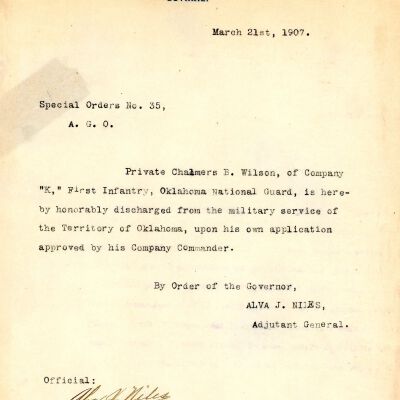 March 21st, 1907.
Special Orders No. 35,
A. G. O.
Private Chalmers B. Wilson, of Company
"K," First Infantry, Oklahoma National Guard, is here-
by honorably discharged from the military service of
the Territory of Oklahoma, upon his own application
approved by his Company Commander.
By Order of the Governor,
ALVA J. NILES,
Adjutant General.
Official:
Alva J. Niles